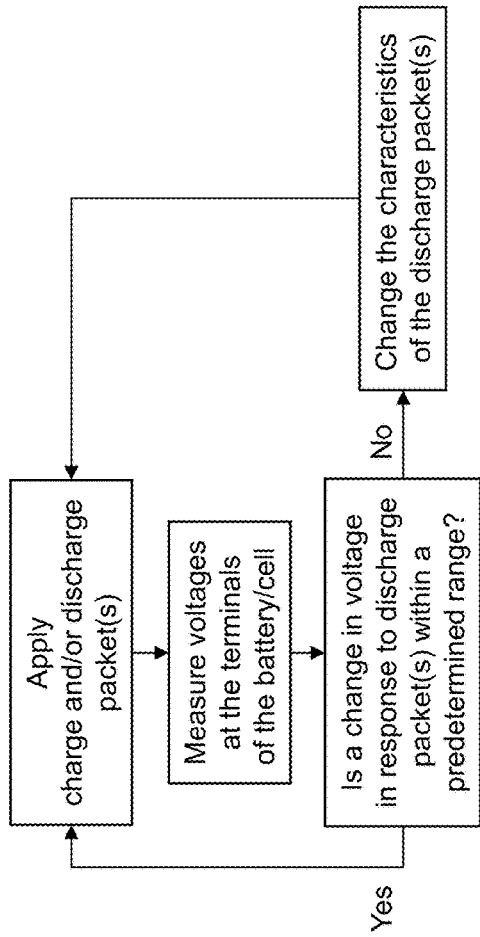 Apply
charge and/or discharge
packet(s)
Measure voltages
at the terminals
of the battery/cell
Is a change in voltage
in response to discharge
packet(s) within a
predetermined range?
Yes
No
Change the characteristics
of the discharge packet(s)